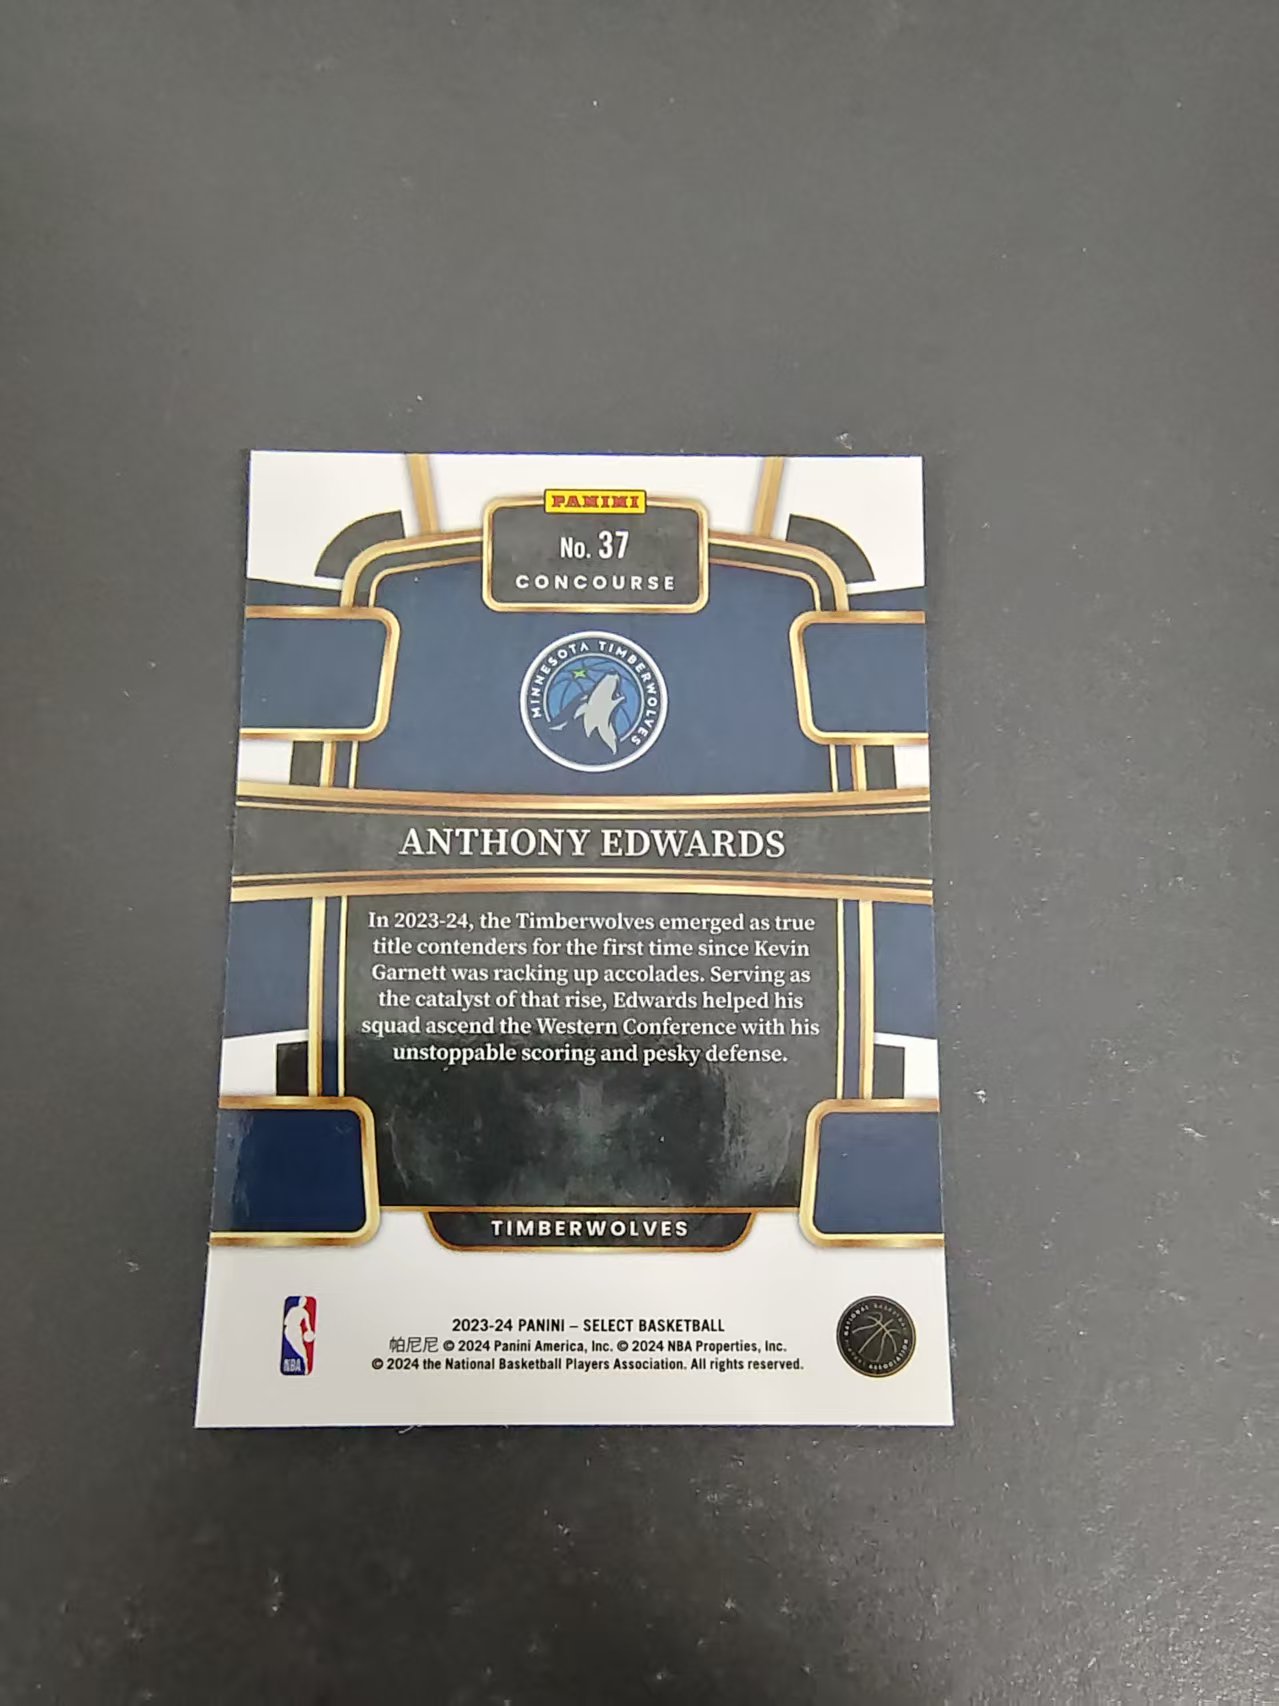 PANINI
No. 37
CONCOURSE
MINNESOTA TIMBERWOLVES
ANTHONY EDWARDS
In 2023-24, the Timberwolves emerged as true
title contenders for the first time since Kevin
Garnett was racking up accolades. Serving as
the catalyst of that rise, Edwards helped his
squad ascend the Western Conference with his
unstoppable scoring and pesky defense.
TIMBERWOLVES
NBA
2023-24 PANINI – SELECT BASKETBALL
帕尼尼 © 2024 Panini America, Inc. © 2024 NBA Properties, Inc.
© 2024 the National Basketball Players Association. All rights reserved.